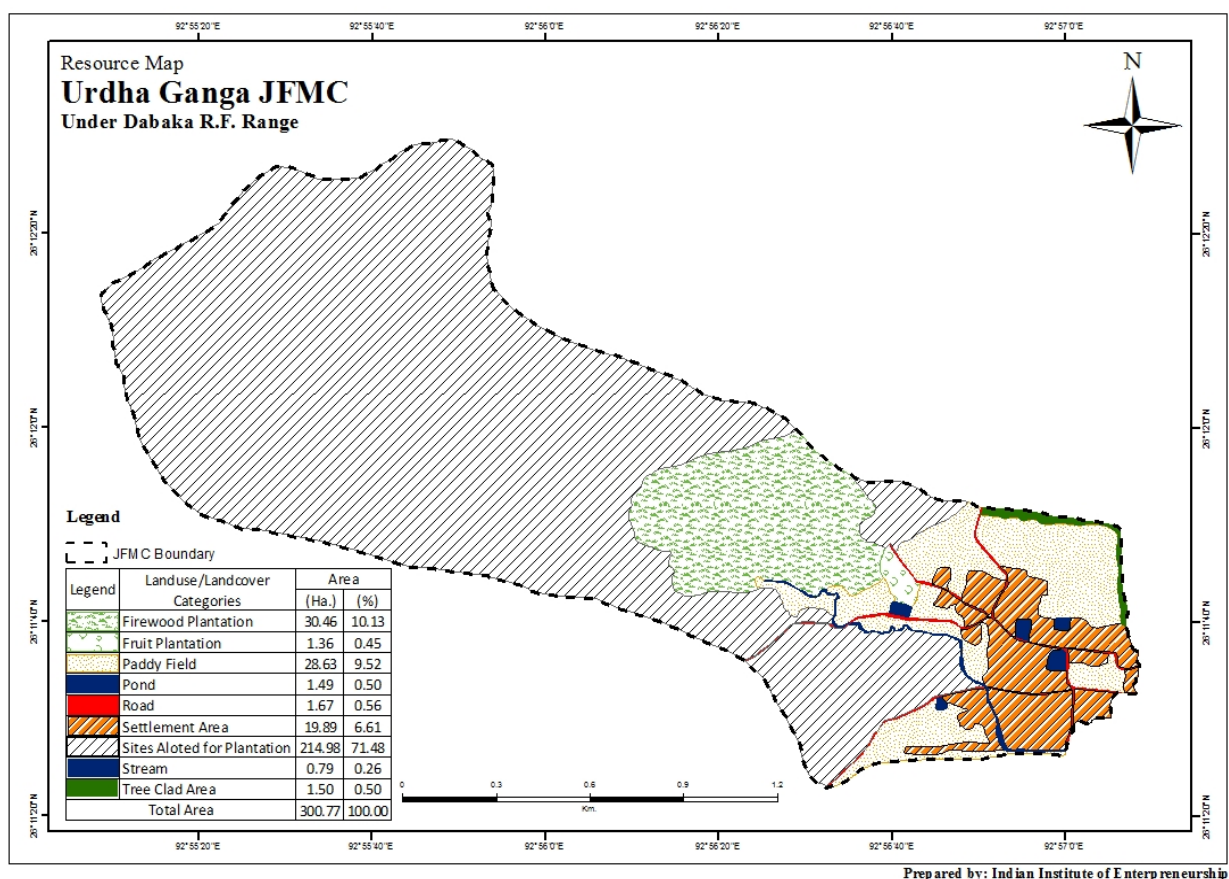 92°55'20"E 92°55'40"E 92°56'0"E 92°56'20"E 92°56'40"E 92°57'0"E
Resource Map
Urdha Ganga JFMC
Under Dabaka R.F. Range
N
26°12'20"N 26°12'20"N
26°12'0"N 26°12'0"N
26°11'40"N 26°11'40"N
26°11'20"N 26°11'20"N
Legend
JFMC Boundary
Legend Landuse/Landcover Categories Area (Ha.) (%)
Firewood Plantation 30.46 10.13
Fruit Plantation 1.36 0.45
Paddy Field 28.63 9.52
Pond 1.49 0.50
Road 1.67 0.56
Settlement Area 19.89 6.61
Sites Aloted for Plantation 214.98 71.48
Stream 0.79 0.26
Tree Clad Area 1.50 0.50
Total Area 300.77 100.00
0 0.3 0.6 0.9 1.2
Km.
92°55'20"E 92°55'40"E 92°56'0"E 92°56'20"E 92°56'40"E 92°57'0"E
Prepared by: Indian Institute of Enterpreneurship